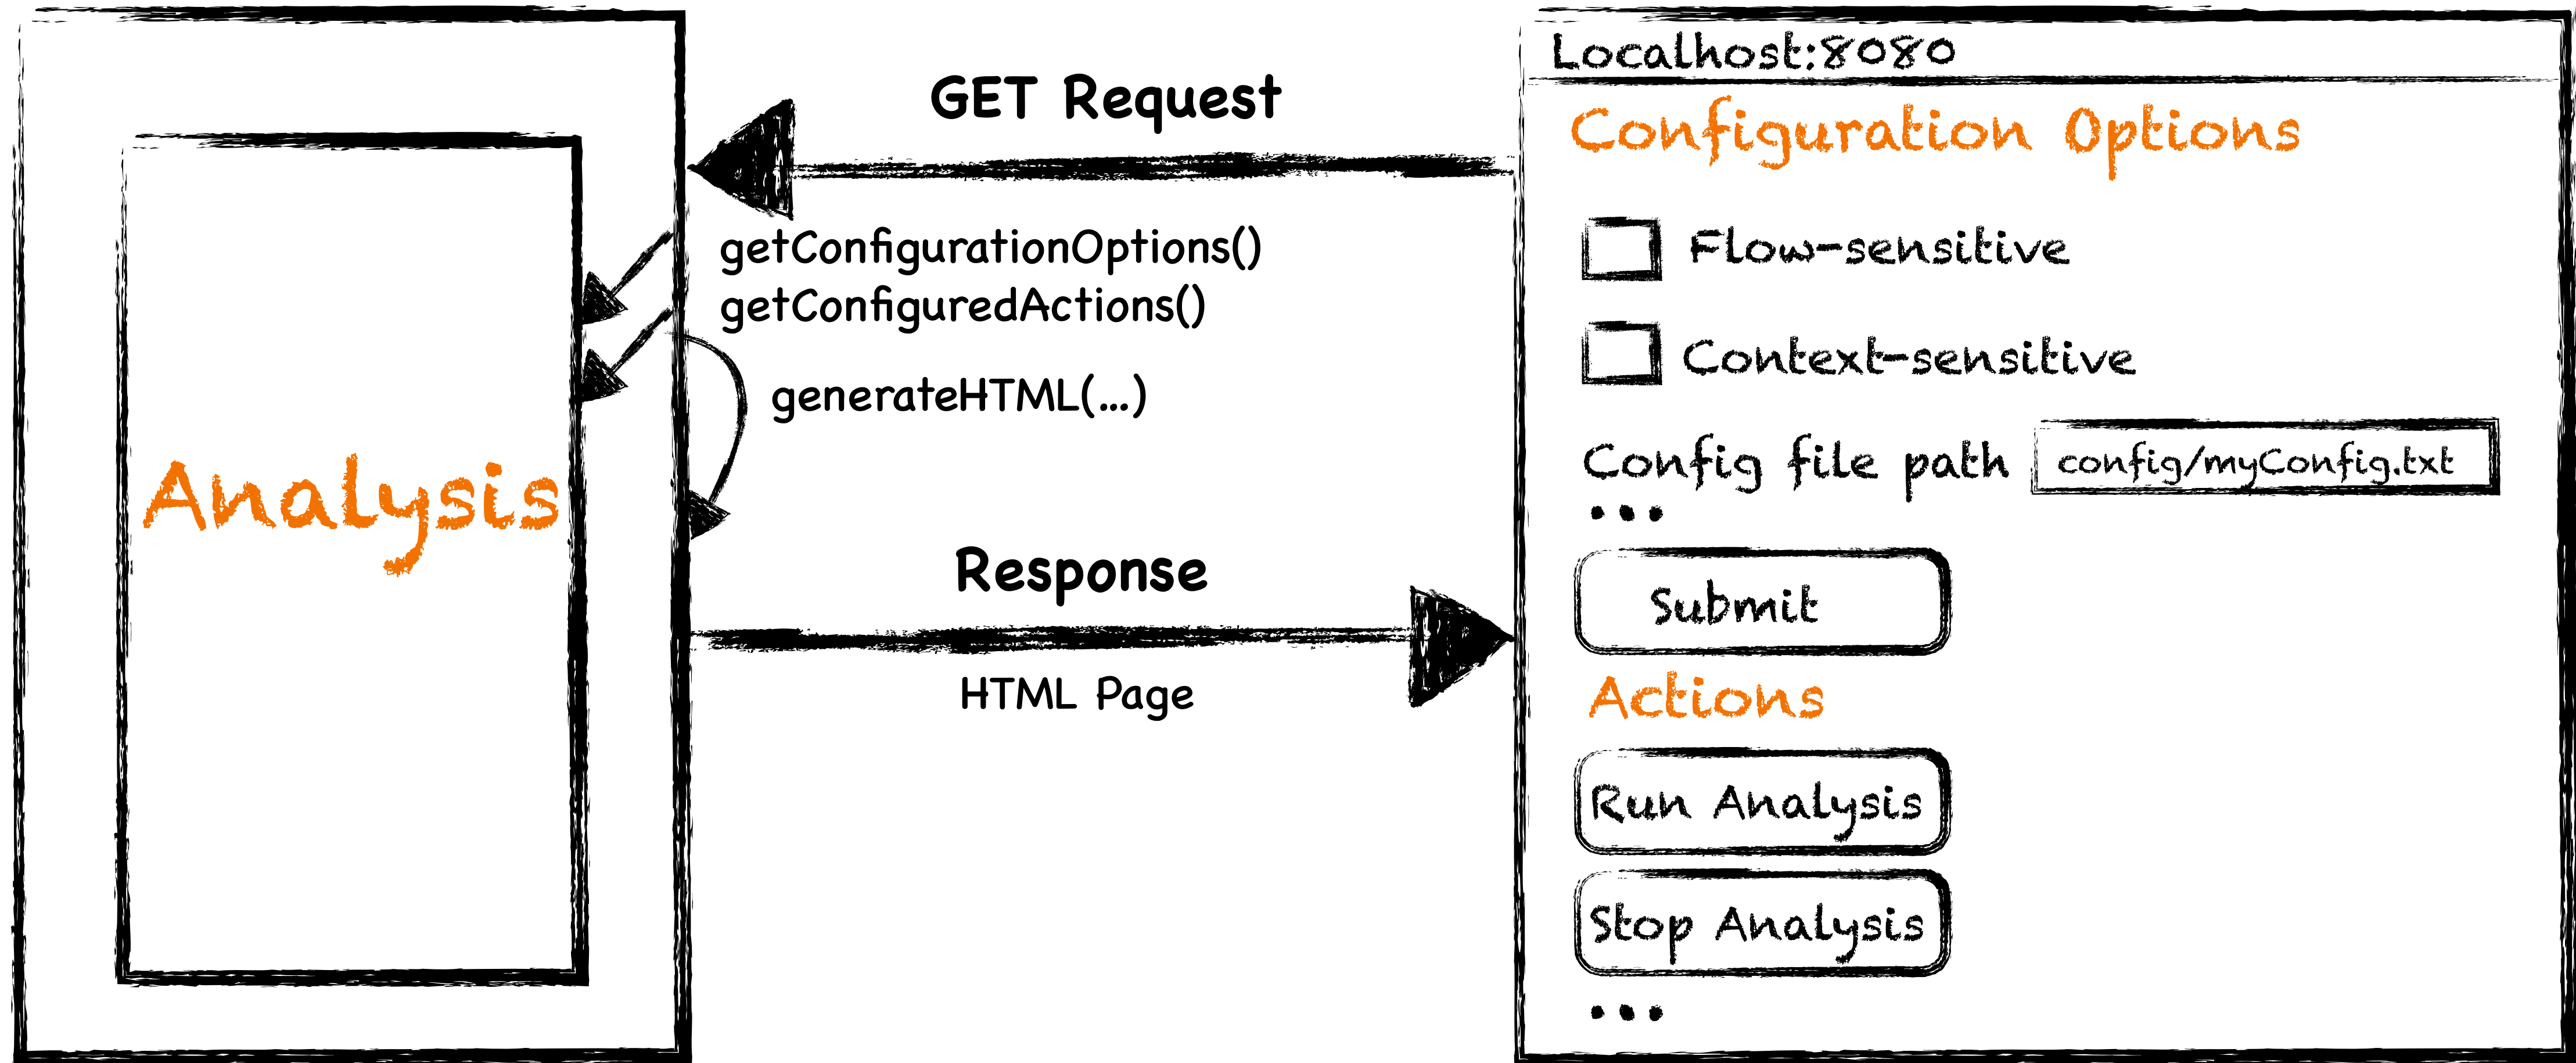 Analysis
GET Request
getConfigurationOptions()
getConfiguredActions()
generateHTML(...)
Response
HTML Page
Localhost:8080
Configuration Options
Flow-sensitive
Context-sensitive
Config file path config/myConfig.txt
...
Submit
Actions
Run Analysis
Stop Analysis
...